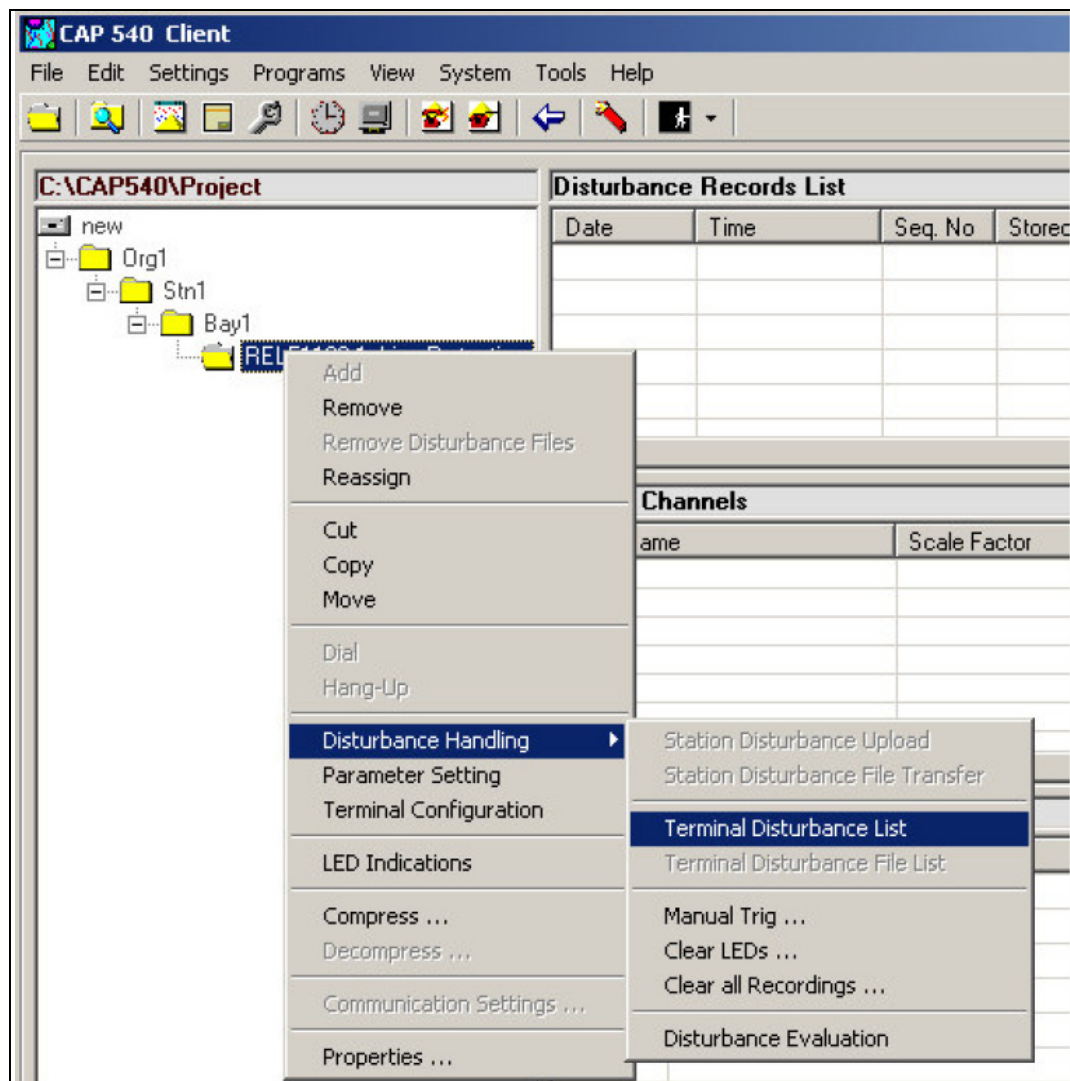 CAP 540 Client
File Edit Settings Programs View System Tools Help
C:\CAP540\Project
new
Org1
Stn1
Bay1
Disturbance Records List
Date Time Seq. No
Channels
Scale Factor
Add
Remove
Remove Disturbance Files
Reassign
Cut
Copy
Move
Dial
Hang-Up
Disturbance Handling
Parameter Setting
Terminal Configuration
LED Indications
Compress ...
Decompress ...
Communication Settings ...
Properties ...
Station Disturbance Upload
Station Disturbance File Transfer
Terminal Disturbance List
Terminal Disturbance File List
Manual Trig ...
Clear LEDs ...
Clear all Recordings ...
Disturbance Evaluation